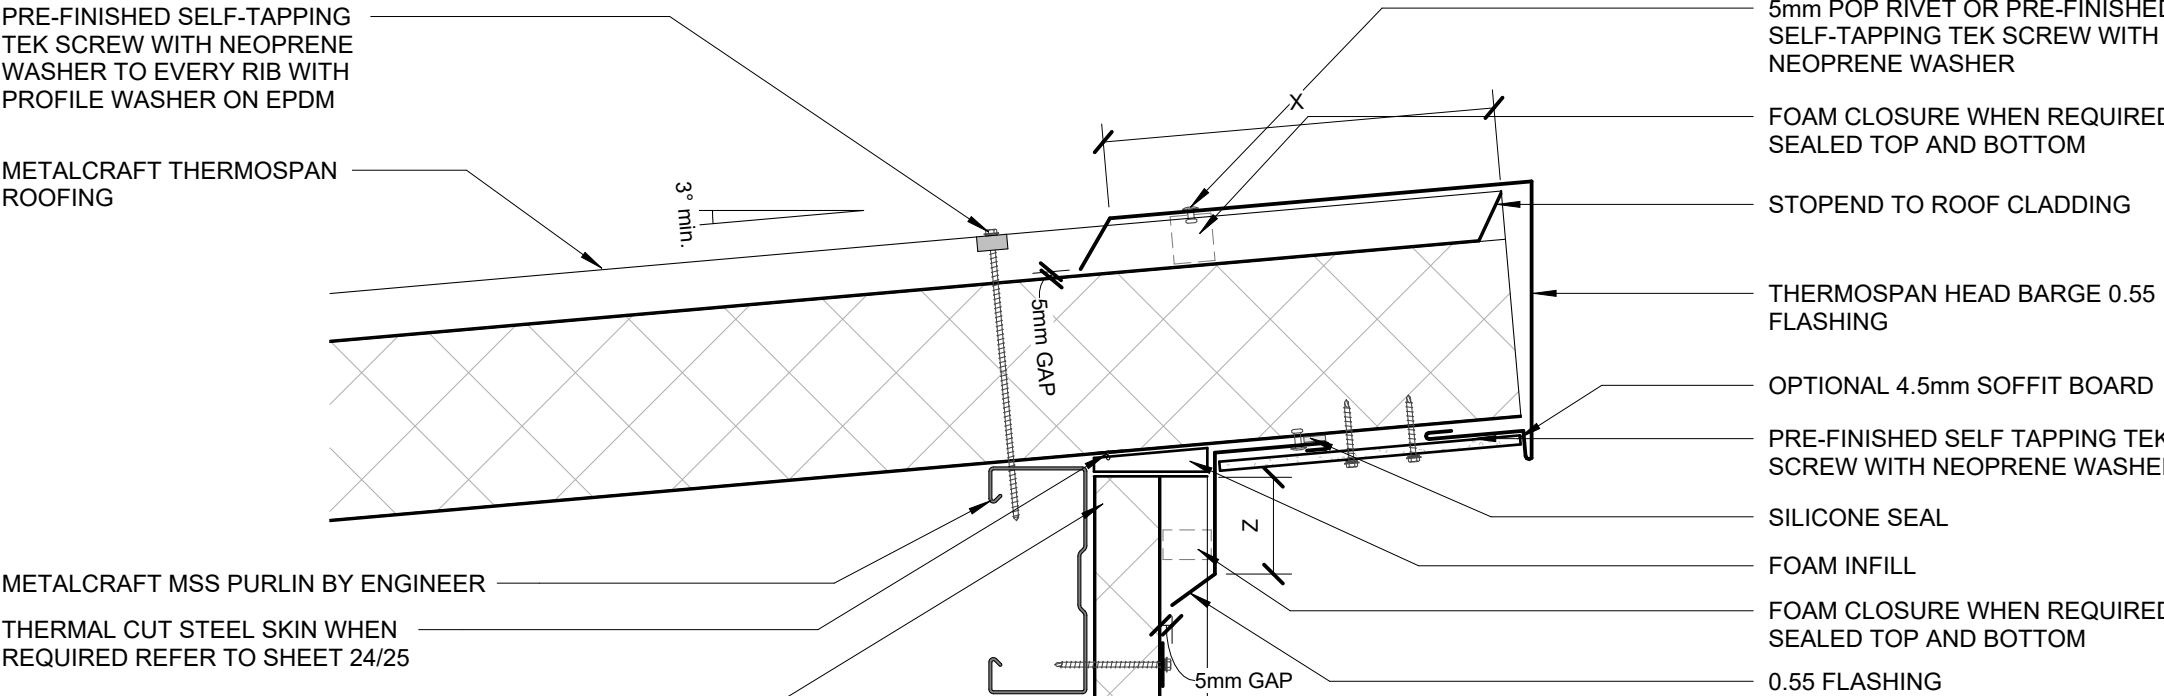 PRE-FINISHED SELF-TAPPING
TEK SCREW WITH NEOPRENE
WASHER TO EVERY RIB WITH
PROFILE WASHER ON EPDM
METALCRAFT THERMOSPAN
ROOFING
METALCRAFT MSS PURLIN BY ENGINEER
THERMAL CUT STEEL SKIN WHEN
REQUIRED REFER TO SHEET 24/25
3° min.
X
5mm GAP
Z
5mm GAP
5mm POP RIVET OR PRE-FINISHED
SELF-TAPPING TEK SCREW WITH
NEOPRENE WASHER
FOAM CLOSURE WHEN REQUIRED
SEALED TOP AND BOTTOM
STOPEND TO ROOF CLADDING
THERMOSPAN HEAD BARGE 0.55
FLASHING
OPTIONAL 4.5mm SOFFIT BOARD
PRE-FINISHED SELF TAPPING TEK
SCREW WITH NEOPRENE WASHER
SILICONE SEAL
FOAM INFILL
FOAM CLOSURE WHEN REQUIRED
SEALED TOP AND BOTTOM
0.55 FLASHING